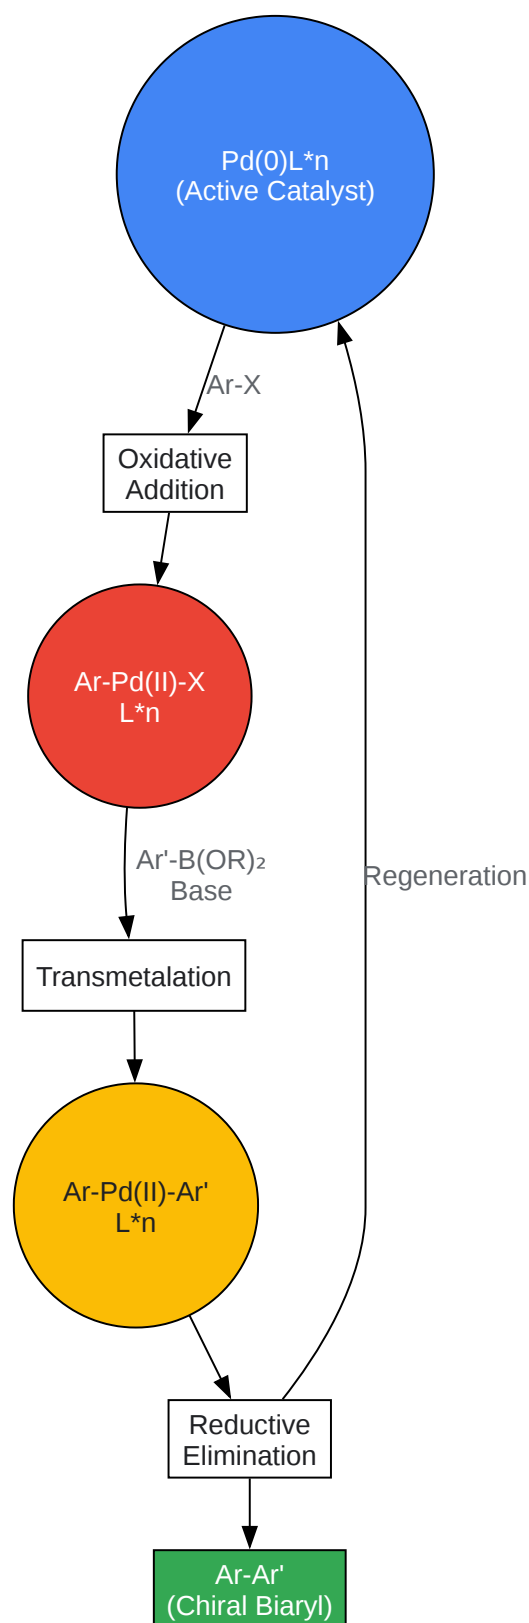 Pd(0)L*n
(Active Catalyst)
Ar-X
Oxidative
Addition
Ar-Pd(II)-X
L*n
Ar'-B(OR)₂
Base
Regeneration
Transmetalation
Ar-Pd(II)-Ar'
L*n
Reductive
Elimination
Ar-Ar'
(Chiral Biaryl)